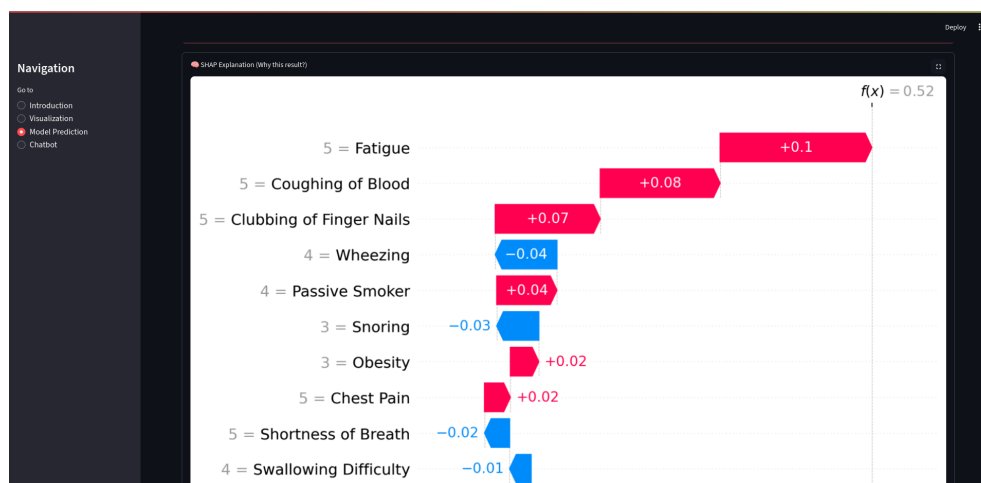 Deploy
Navigation
Go to
Introduction
Visualization
Model Prediction
Chatbot
SHAP Explanation (Why this result?)
f(x) = 0.52
5 = Fatigue +0.1
5 = Coughing of Blood +0.08
5 = Clubbing of Finger Nails +0.07
4 = Wheezing −0.04
4 = Passive Smoker +0.04
3 = Snoring −0.03
3 = Obesity +0.02
5 = Chest Pain +0.02
5 = Shortness of Breath −0.02
4 = Swallowing Difficulty −0.01